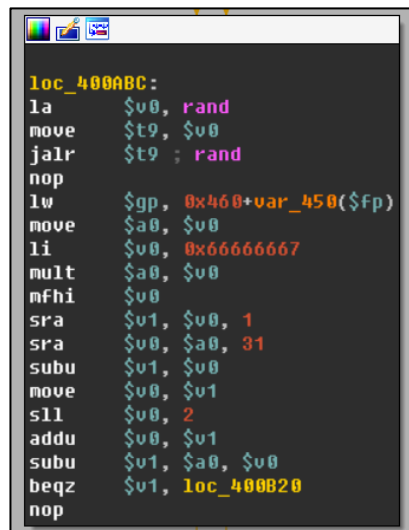 loc_400ABC:
la $v0, rand
move $t9, $v0
jalr $t9 ; rand
nop
lw $gp, 0x460+var_450($fp)
move $a0, $v0
li $v0, 0x66666667
mult $a0, $v0
mfhi $v0
sra $v1, $v0, 1
sra $v0, $a0, 31
subu $v1, $v0
move $v0, $v1
sll $v0, 2
addu $v0, $v1
subu $v1, $a0, $v0
beqz $v1, loc_400B20
nop